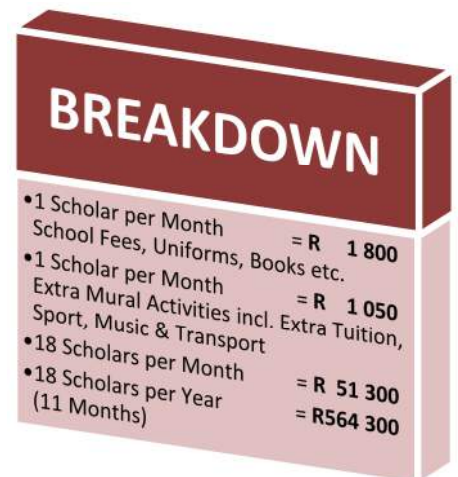 BREAKDOWN
•1 Scholar per Month = R 1 800
School Fees, Uniforms, Books etc.
•1 Scholar per Month = R 1 050
Extra Mural Activities incl. Extra Tuition,
Sport, Music & Transport
•18 Scholars per Month = R 51 300
•18 Scholars per Year = R564 300
(11 Months)